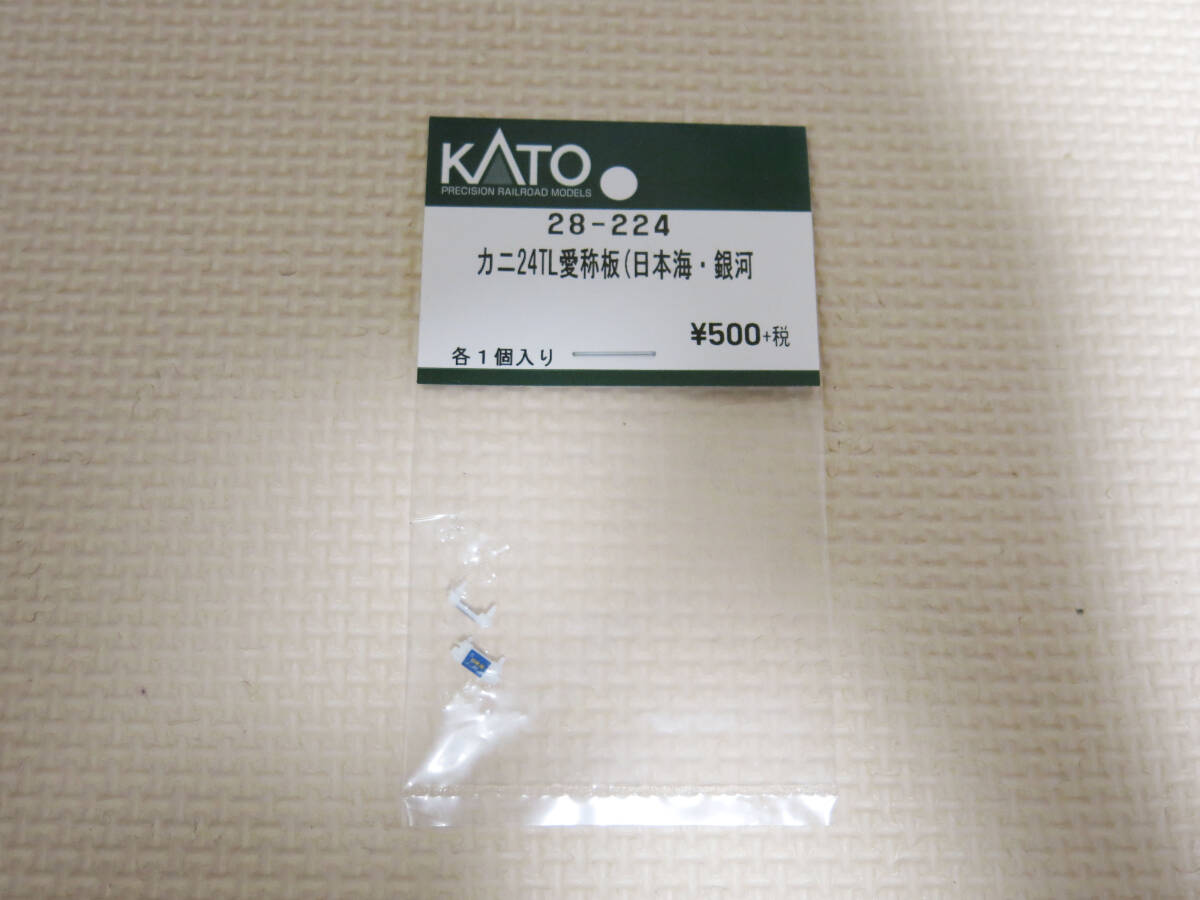 KATO
PRECISION RAILROAD MODELS
28-224
カニ24TL愛称板(日本海・銀河
¥500+税
各1個入り